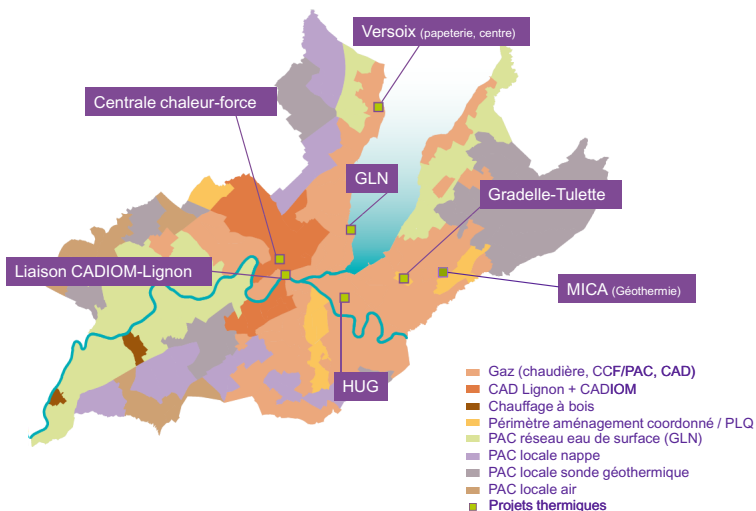 Versoix (papeterie, centre)
Centrale chaleur-force
GLN
Gradelle-Tulette
Liaison CADIOM-Lignon
MICA (Géothermie)
HUG
Gaz (chaudière, CCF/PAC, CAD)
CAD Lignon + CADIOM
Chauffage à bois
Périmètre aménagement coordonné / PLQ
PAC réseau eau de surface (GLN)
PAC locale nappe
PAC locale sonde géothermique
PAC locale air
Projets thermiques